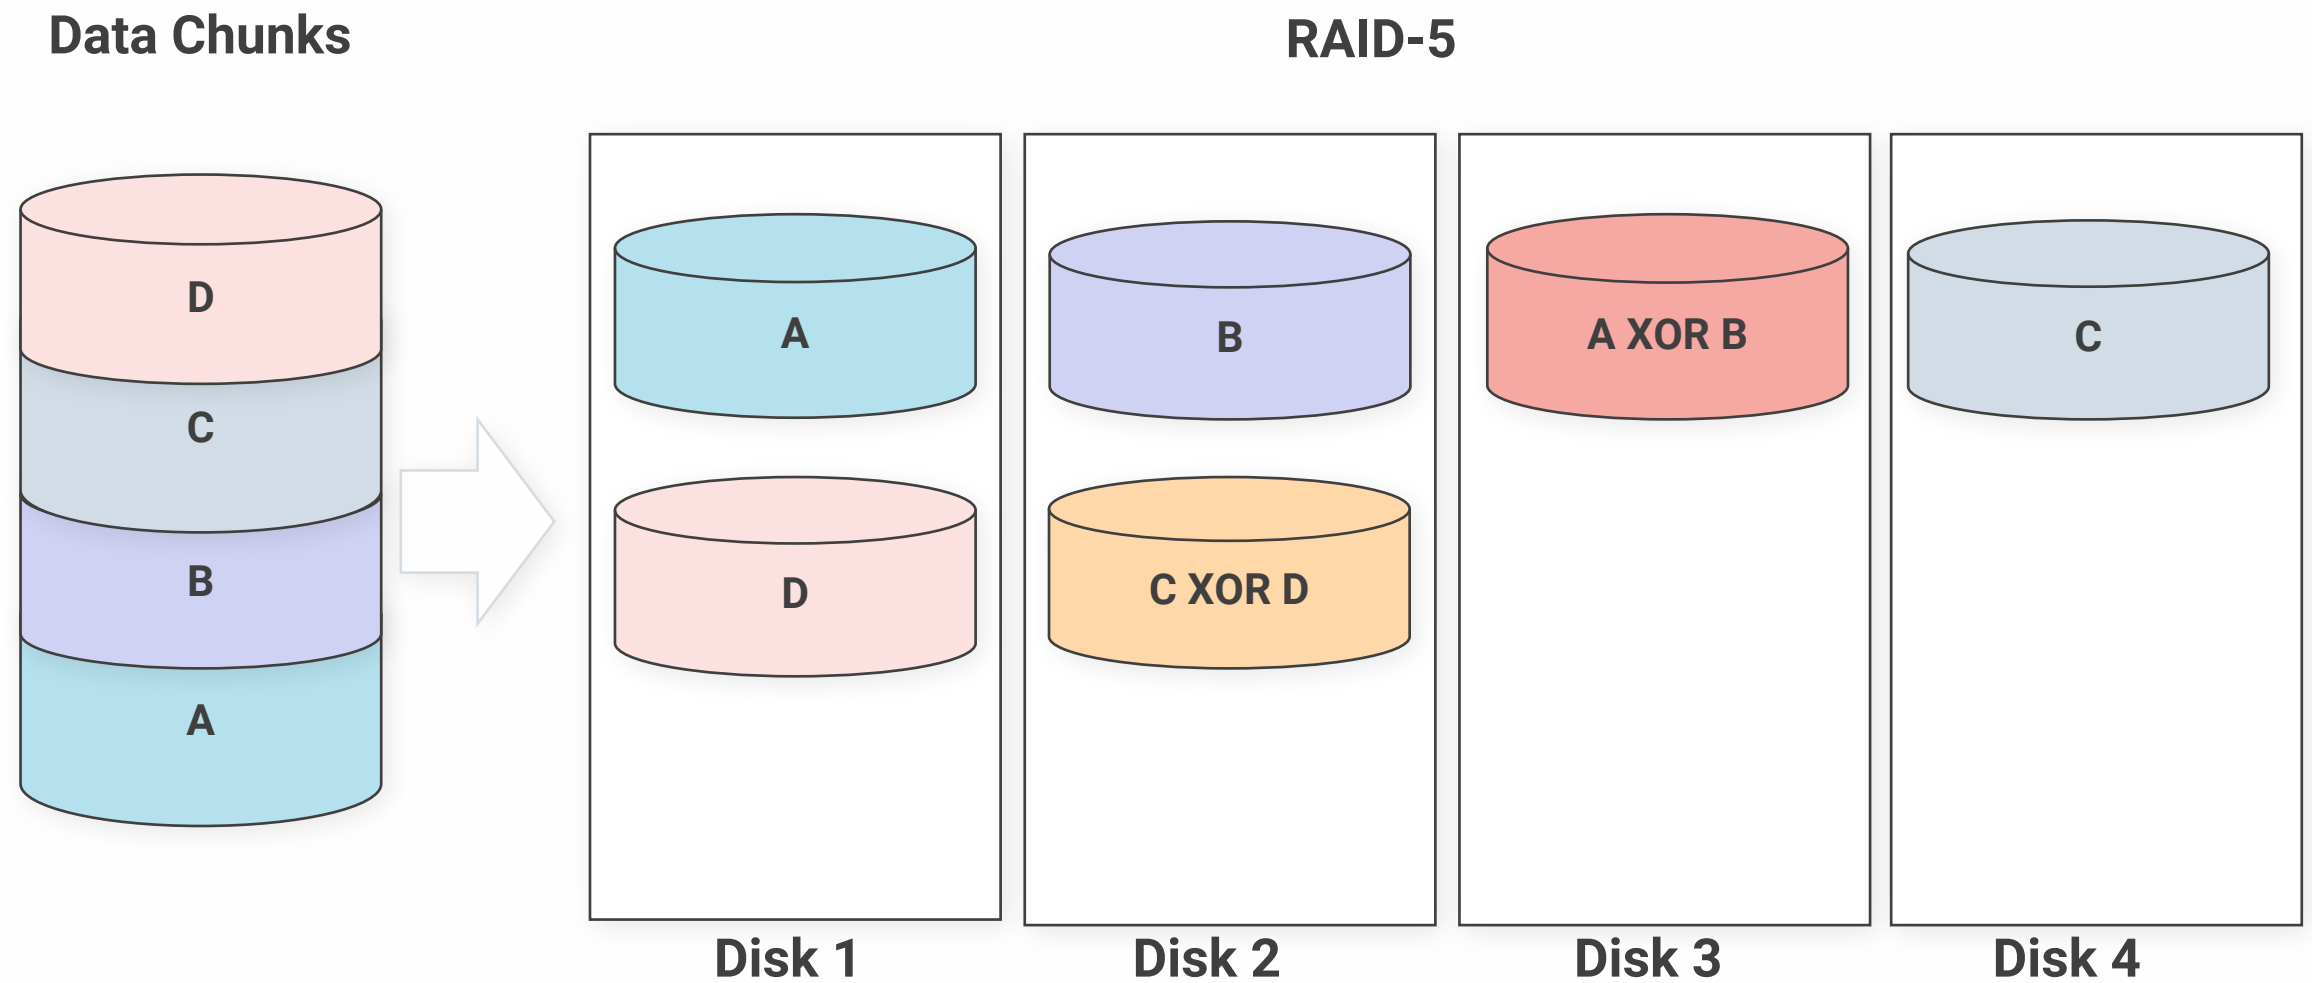 Data Chunks
RAID-5
D
C
B
A
A
B
A XOR B
C
D
C XOR D
Disk 1
Disk 2
Disk 3
Disk 4